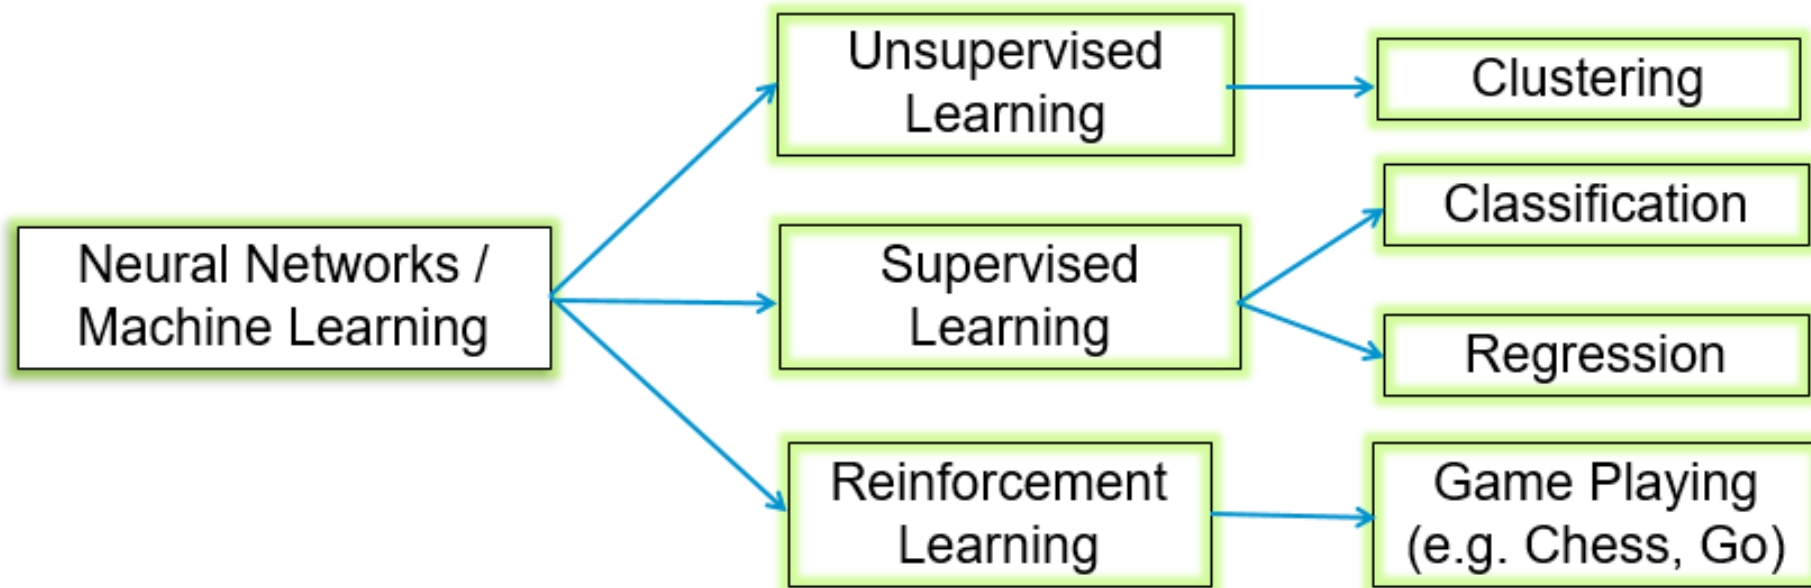 Neural Networks /
Machine Learning
Unsupervised
Learning
Clustering
Supervised
Learning
Classification
Regression
Reinforcement
Learning
Game Playing
(e.g. Chess, Go)